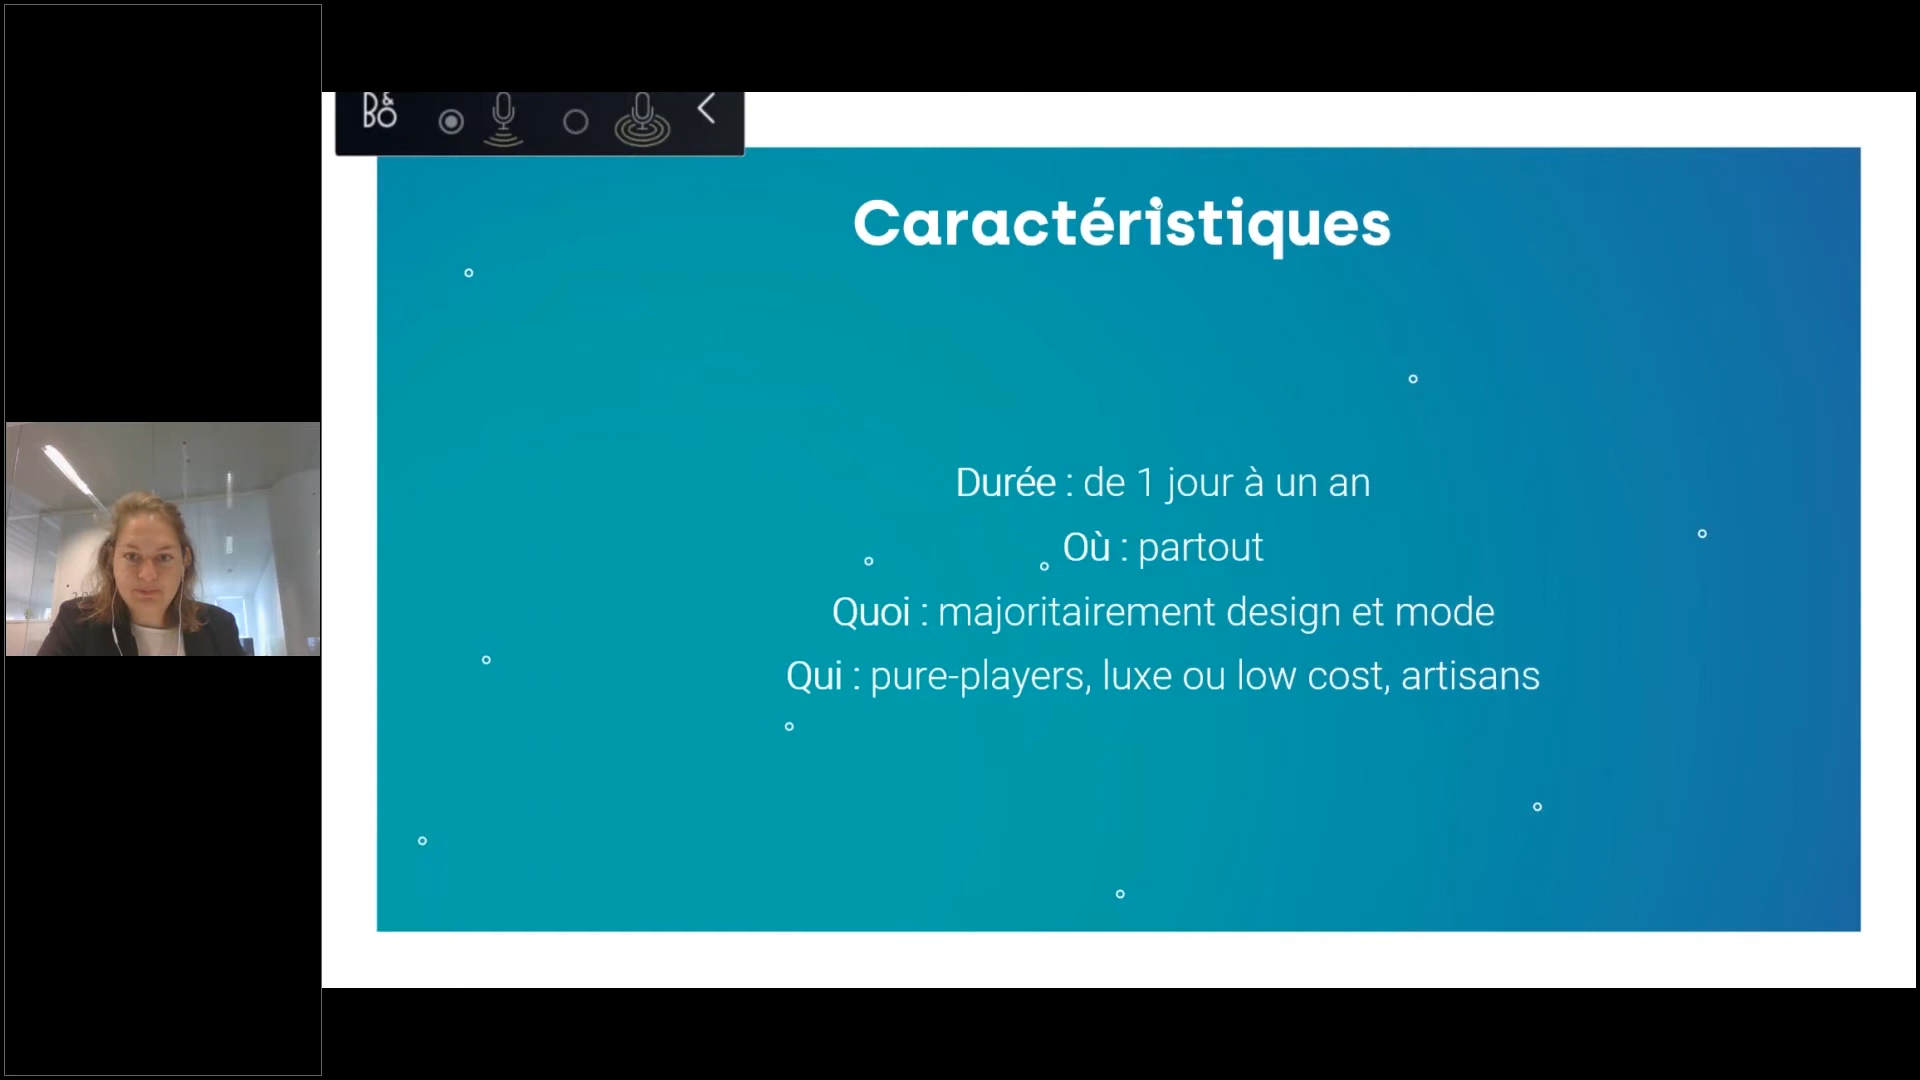 B&O
Caractéristiques
Durée : de 1 jour à un an
Où : partout
Quoi : majoritairement design et mode
Qui : pure-players, luxe ou low cost, artisans